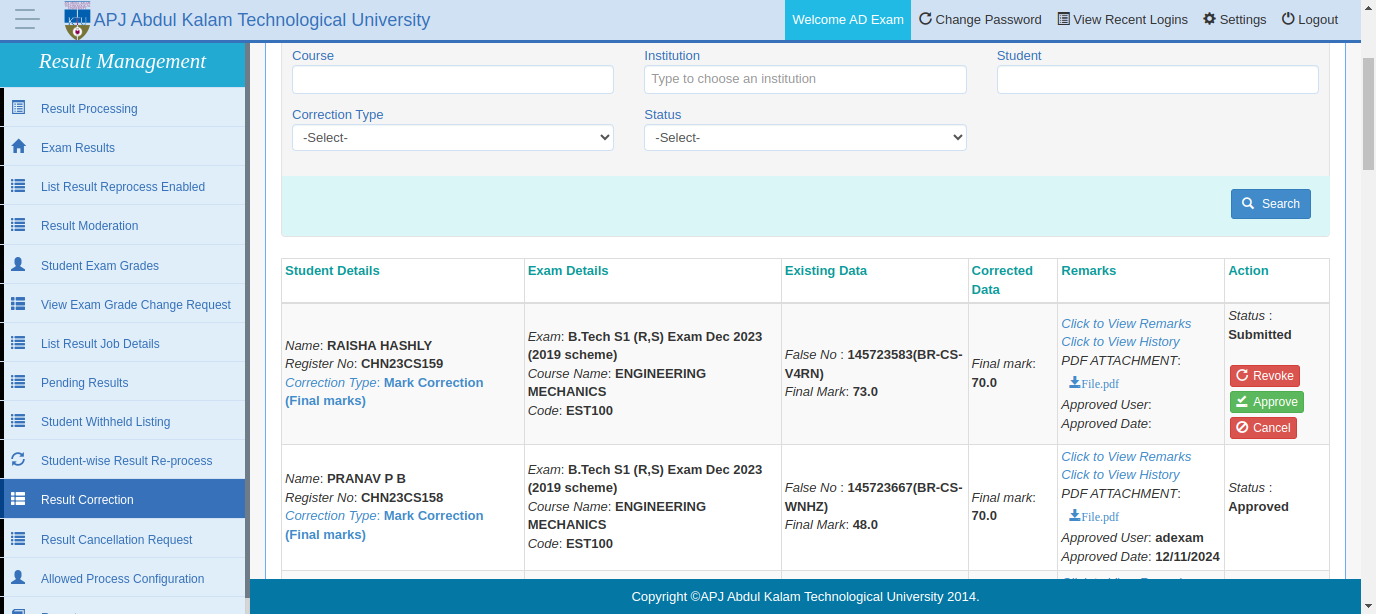 APJ Abdul Kalam Technological University
Welcome AD Exam
Change Password
View Recent Logins
Settings
Logout
Result Management
Result Processing
Exam Results
List Result Reprocess Enabled
Result Moderation
Student Exam Grades
View Exam Grade Change Request
List Result Job Details
Pending Results
Student Withheld Listing
Student-wise Result Re-process
Result Correction
Result Cancellation Request
Allowed Process Configuration
Course
Institution
Student
Type to choose an institution
Correction Type
Status
-Select-
-Select-
Search
Student Details
Exam Details
Existing Data
Corrected
Data
Remarks
Action
Name: RAISHA HASHLY
Register No: CHN23CS159
Correction Type: Mark Correction
(Final marks)
Exam: B.Tech S1 (R,S) Exam Dec 2023
(2019 scheme)
Course Name: ENGINEERING
MECHANICS
Code: EST100
False No : 145723583(BR-CS-
V4RN)
Final Mark: 73.0
Final mark:
70.0
Click to View Remarks
Click to View History
PDF ATTACHMENT:
File.pdf
Approved User:
Approved Date:
Status :
Submitted
Revoke
Approve
Cancel
Name: PRANAV P B
Register No: CHN23CS158
Correction Type: Mark Correction
(Final marks)
Exam: B.Tech S1 (R,S) Exam Dec 2023
(2019 scheme)
Course Name: ENGINEERING
MECHANICS
Code: EST100
False No : 145723667(BR-CS-
WNHZ)
Final Mark: 48.0
Final mark:
70.0
Click to View Remarks
Click to View History
PDF ATTACHMENT:
File.pdf
Approved User: adexam
Approved Date: 12/11/2024
Status :
Approved
Copyright ©APJ Abdul Kalam Technological University 2014.